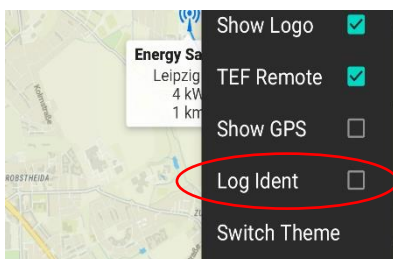 Show Logo
Energy Sa
Leipzig
4 kW
1 km
TEF Remote
Show GPS
ROBSTHEIDA
Log Ident
Switch Theme